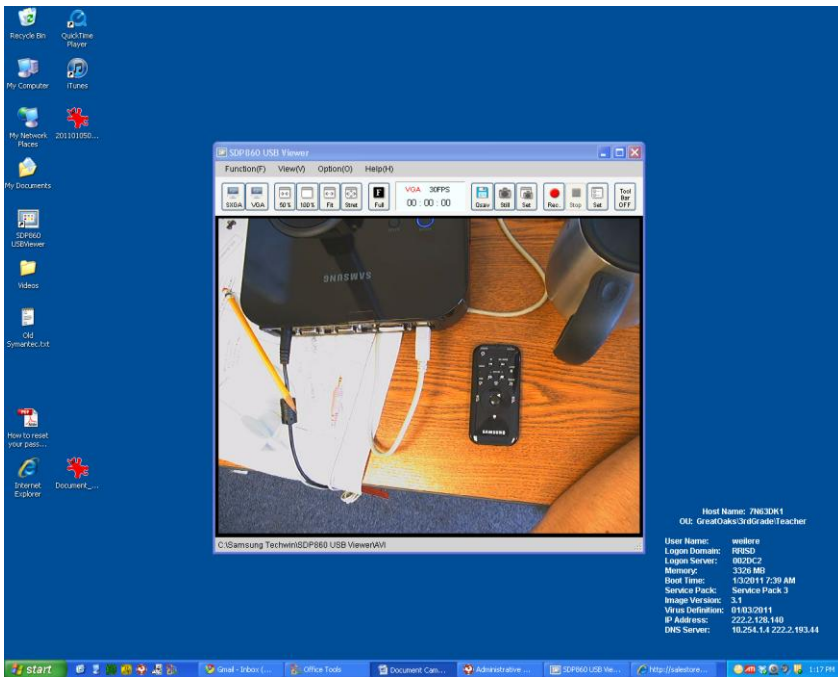 Recycle Bin
QuickTime
Player
My Computer
iTunes
My Network
Places
201101050...
My Documents
SDP860
USBViewer
Videos
Old
Symantec.txt
How to reset
your pass...
Internet
Explorer
Document_...
SDP860 USB Viewer
Function(F) View(V) Option(O) Help(H)
SXGA VGA 50% 100% Fit Stret Full
VGA 30FPS
00 : 00 : 00
Qsave Still Set Rec. Stop Set
Tool
Bar
OFF
SAMSUNG
SAMSUNG
C:\Samsung Techwin\SDP860 USB Viewer\AVI
Host Name: 7N63DK1
OU: GreatOaks\3rdGrade\Teacher
User Name: weilere
Logon Domain: RRISD
Logon Server: 002DC2
Memory: 3326 MB
Boot Time: 1/3/2011 7:39 AM
Service Pack: Service Pack 3
Image Version: 3.1
Virus Definition: 01/03/2011
IP Address: 222.2.128.140
DNS Server: 10.254.1.4 222.2.193.44
start
Gmail - Inbox (...
Office Tools
Document Cam...
Administrative ...
SDP860 USB Vie...
http://salestore...
1:17 PM